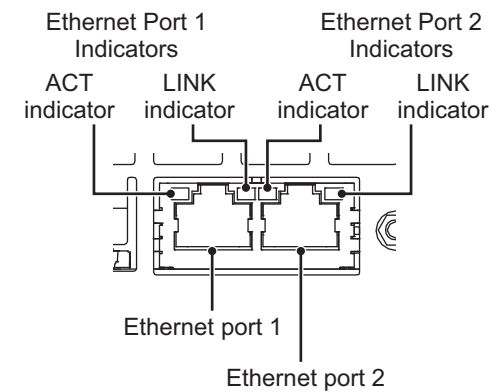 Ethernet Port 1
Indicators
Ethernet Port 2
Indicators
ACT
indicator
LINK
indicator
ACT
indicator
LINK
indicator
Ethernet port 1
Ethernet port 2